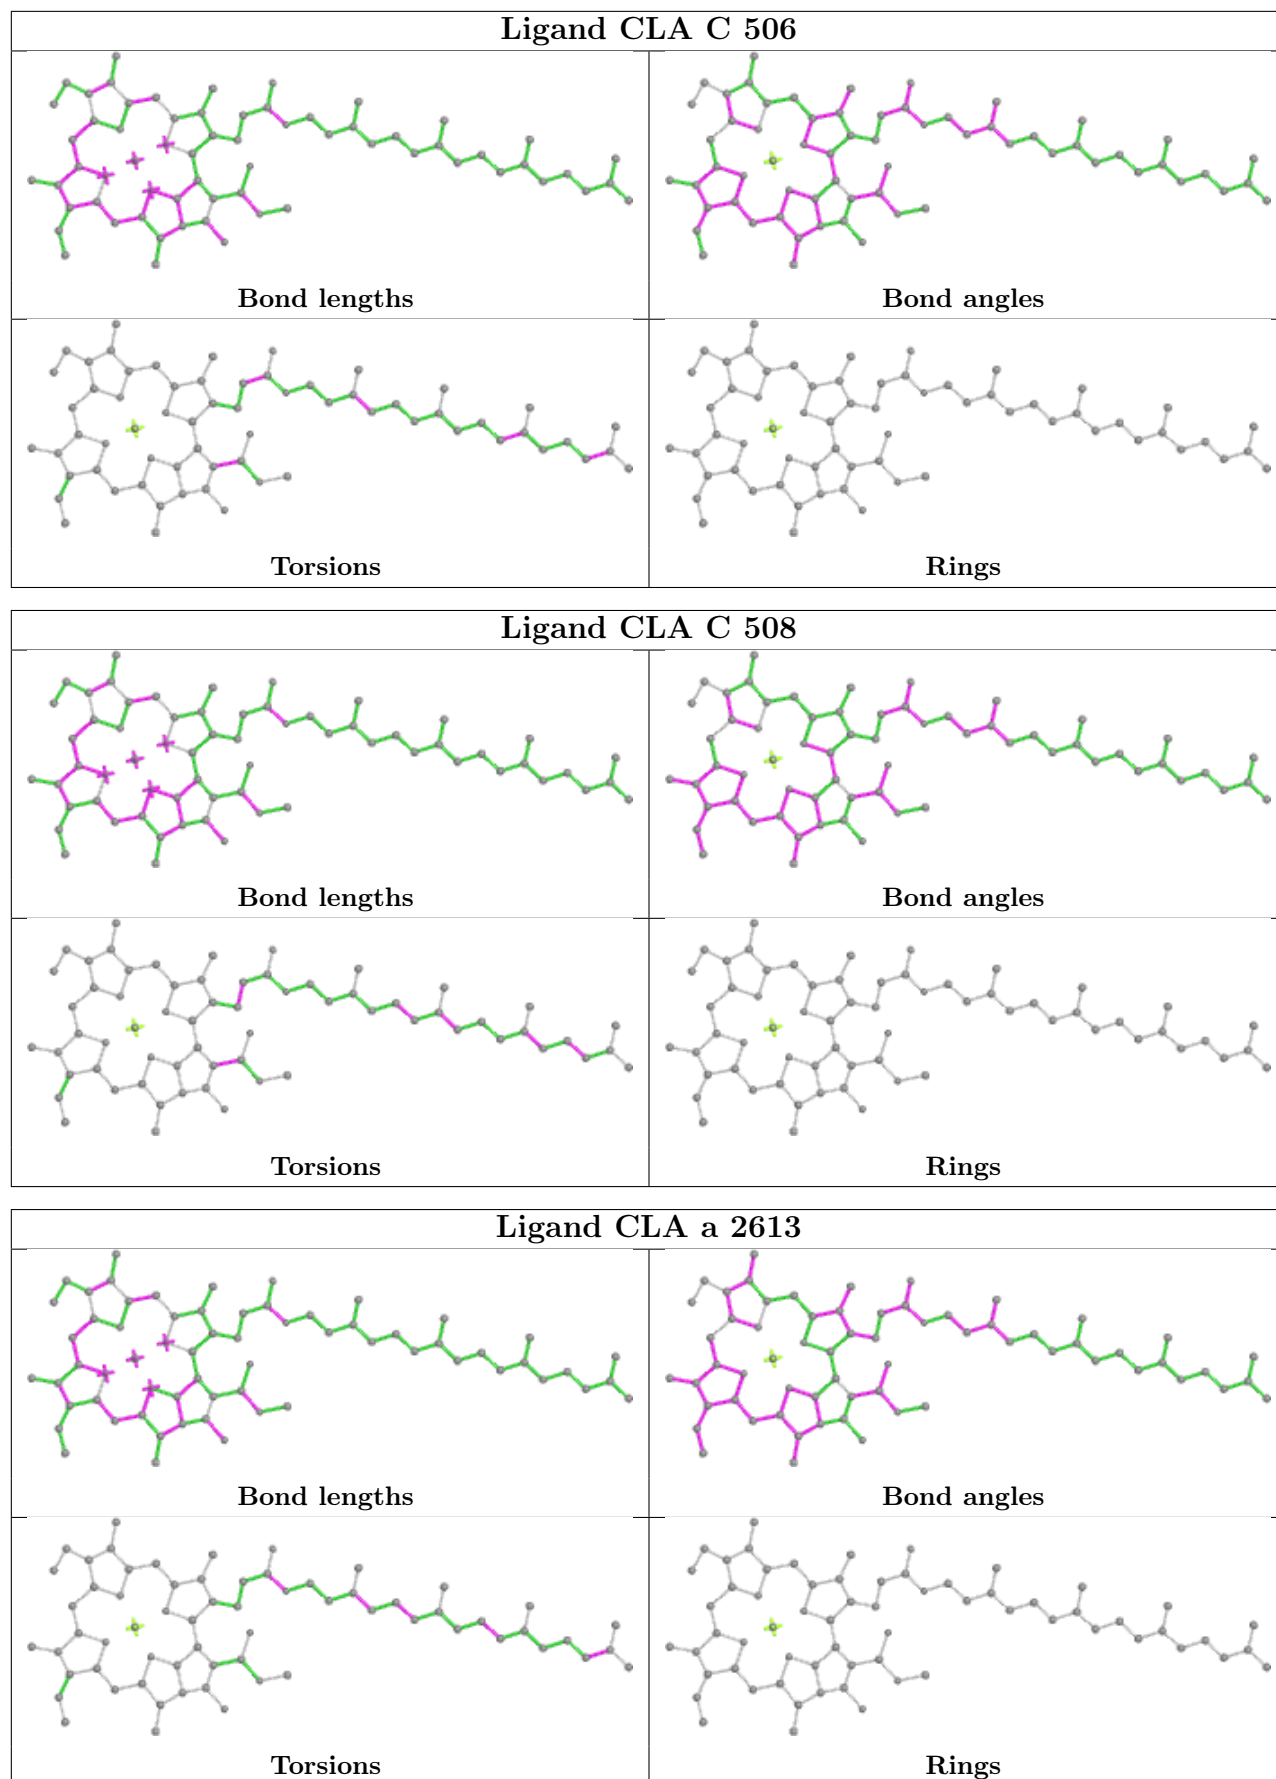 Ligand CLA C 506
Bond lengths
Bond angles
Torsions
Rings
Ligand CLA C 508
Bond lengths
Bond angles
Torsions
Rings
Ligand CLA a 2613
Bond lengths
Bond angles
Torsions
Rings